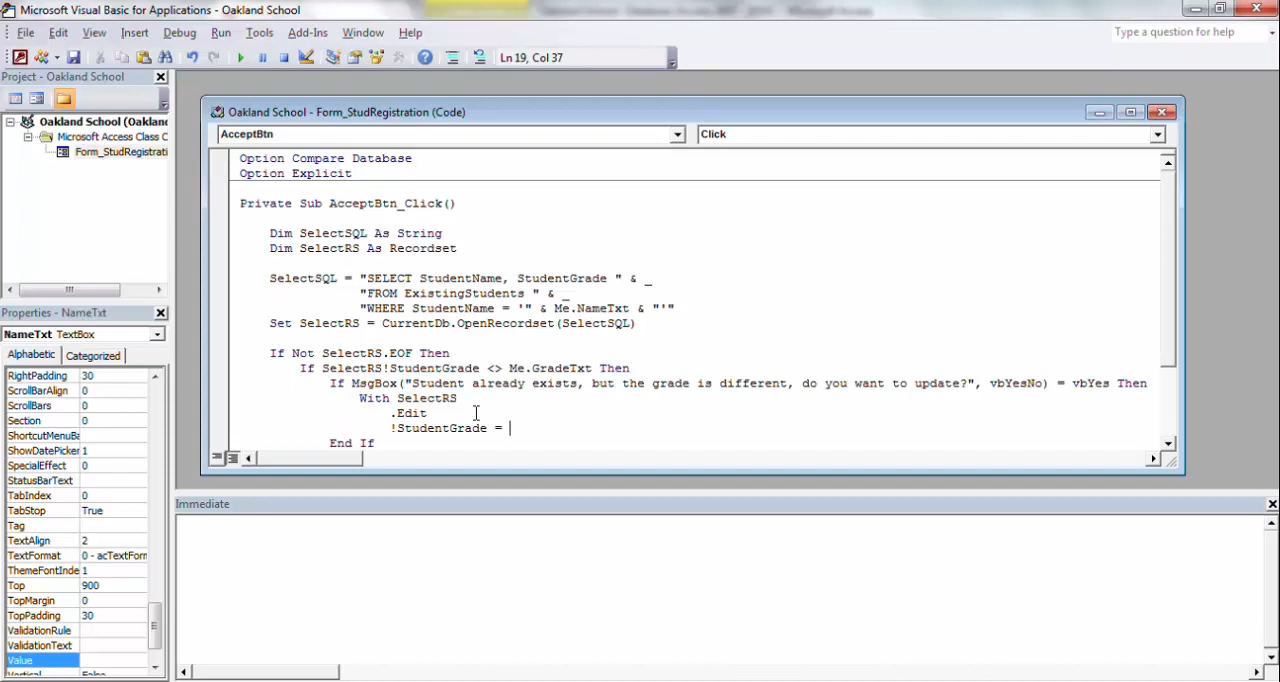 Microsoft Visual Basic for Applications - Oakland School
File Edit View Insert Debug Run Tools Add-Ins Window Help
Type a question for help
Ln 19, Col 37
Project - Oakland School
Oakland School (Oakland
Microsoft Access Class C
Form_StudRegistrati
Properties - NameTxt
NameTxt TextBox
Alphabetic Categorized
RightPadding 30
ScrollBarAlign 0
ScrollBars 0
Section 0
ShortcutMenuBa
ShowDatePicker 1
SpecialEffect 0
StatusBarText
TabIndex 0
TabStop True
Tag
TextAlign 2
TextFormat 0 - acTextForm
ThemeFontInde 1
Top 900
TopMargin 0
TopPadding 30
ValidationRule
ValidationText
Value
Vertical False
Oakland School - Form_StudRegistration (Code)
AcceptBtn Click
Option Compare Database
Option Explicit
Private Sub AcceptBtn_Click()
Dim SelectSQL As String
Dim SelectRS As Recordset
SelectSQL = "SELECT StudentName, StudentGrade " & _
"FROM ExistingStudents " & _
"WHERE StudentName = '" & Me.NameTxt & "'"
Set SelectRS = CurrentDb.OpenRecordset(SelectSQL)
If Not SelectRS.EOF Then
If SelectRS!StudentGrade <> Me.GradeTxt Then
If MsgBox("Student already exists, but the grade is different, do you want to update?", vbYesNo) = vbYes Then
With SelectRS
.Edit
!StudentGrade =
End If
Immediate